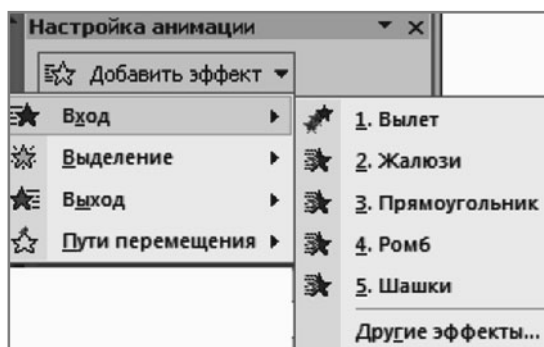 Настройка анимации
Добавить эффект
Вход
Выделение
Выход
Пути перемещения
1. Вылет
2. Жалюзи
3. Прямоугольник
4. Ромб
5. Шашки
Другие эффекты...